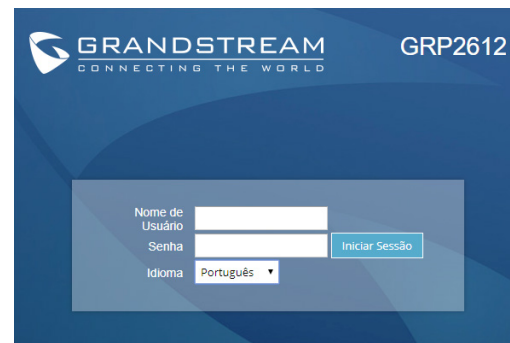 GRANDSTREAM
CONNECTING THE WORLD
GRP2612
Nome de
Usuário
Senha
Iniciar Sessão
Idioma
Português